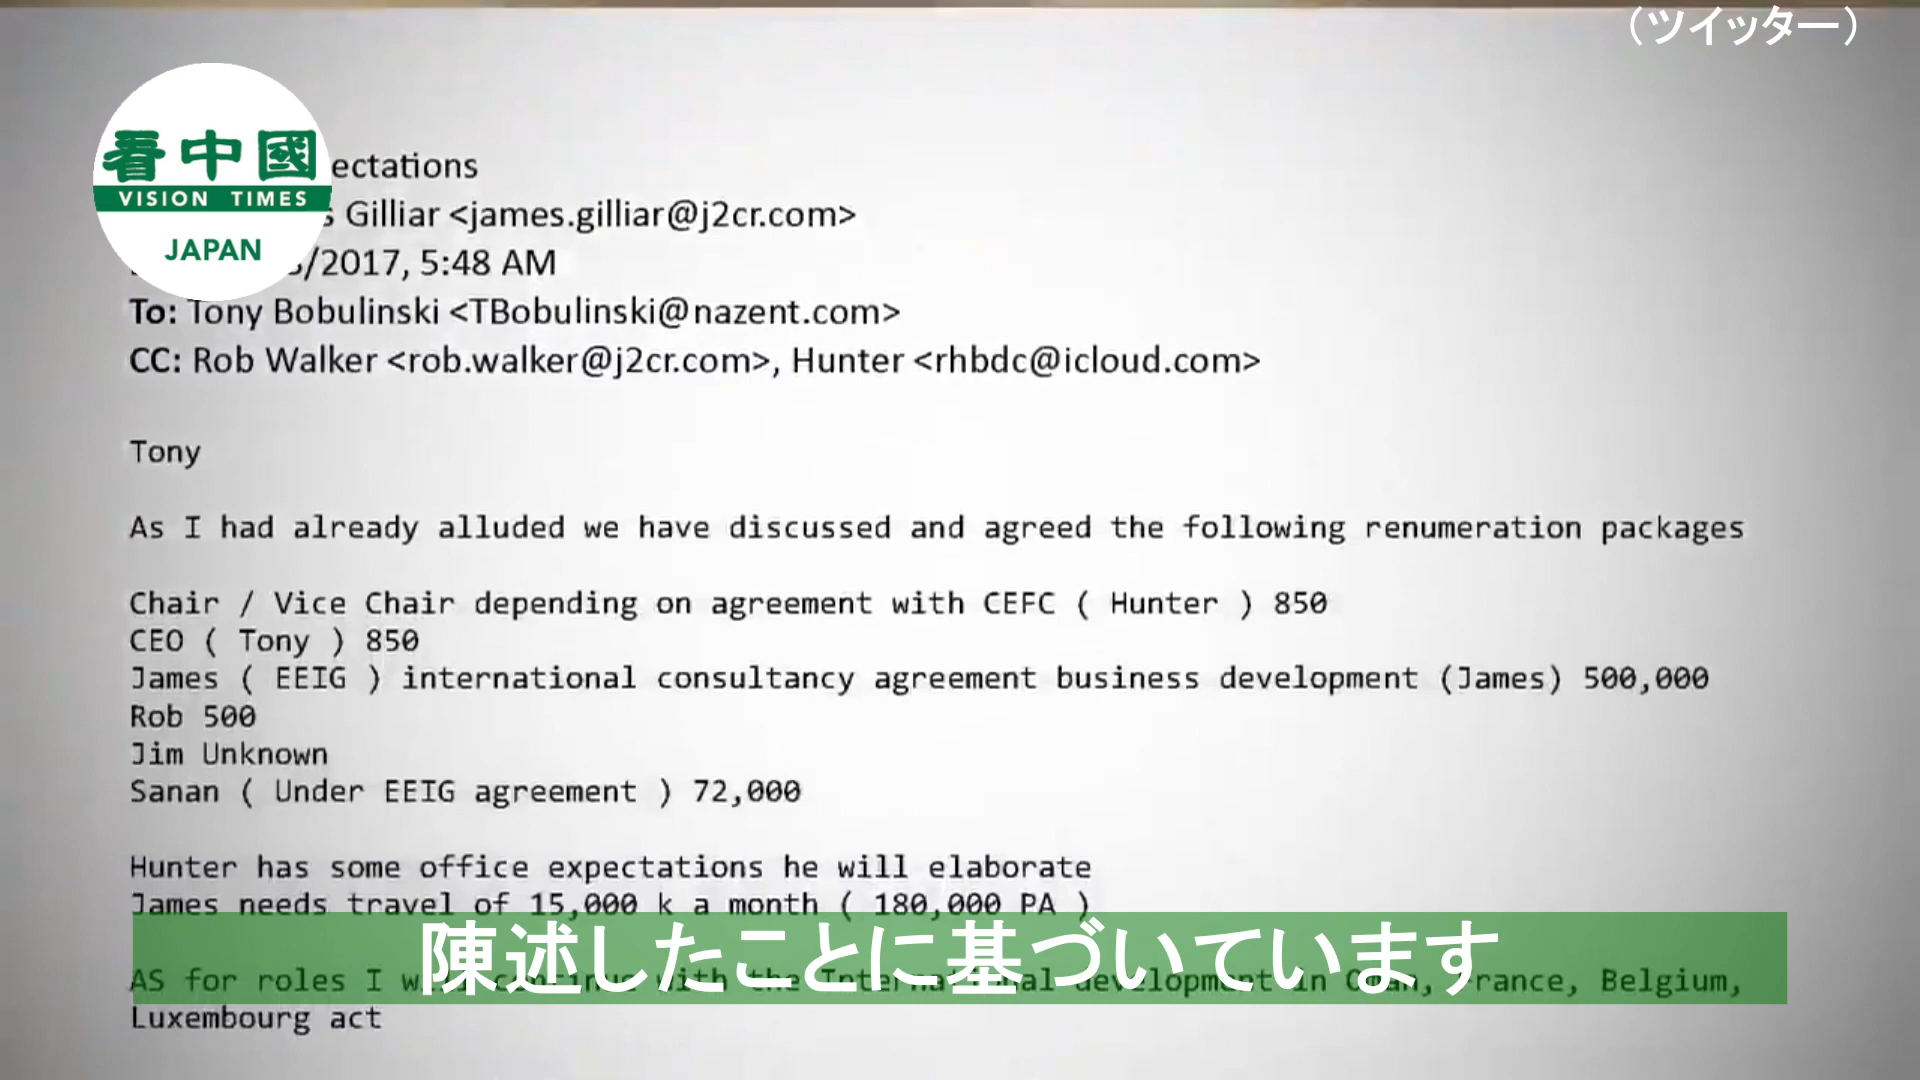 （ツイッター）
看中國
VISION TIMES
JAPAN
ectations
Gilliar <james.gilliar@j2cr.com>
/2017, 5:48 AM
To: Tony Bobulinski <TBobulinski@nazent.com>
CC: Rob Walker <rob.walker@j2cr.com>, Hunter <rhbdc@icloud.com>
Tony
As I had already alluded we have discussed and agreed the following renumeration packages
Chair / Vice Chair depending on agreement with CEFC ( Hunter ) 850
CEO ( Tony ) 850
James ( EEIG ) international consultancy agreement business development (James) 500,000
Rob 500
Jim Unknown
Sanan ( Under EEIG agreement ) 72,000
Hunter has some office expectations he will elaborate
James needs travel of 15,000 k a month ( 180,000 PA )
陳述したことに基づいています
AS for roles I with the development in France, Belgium,
Luxembourg act